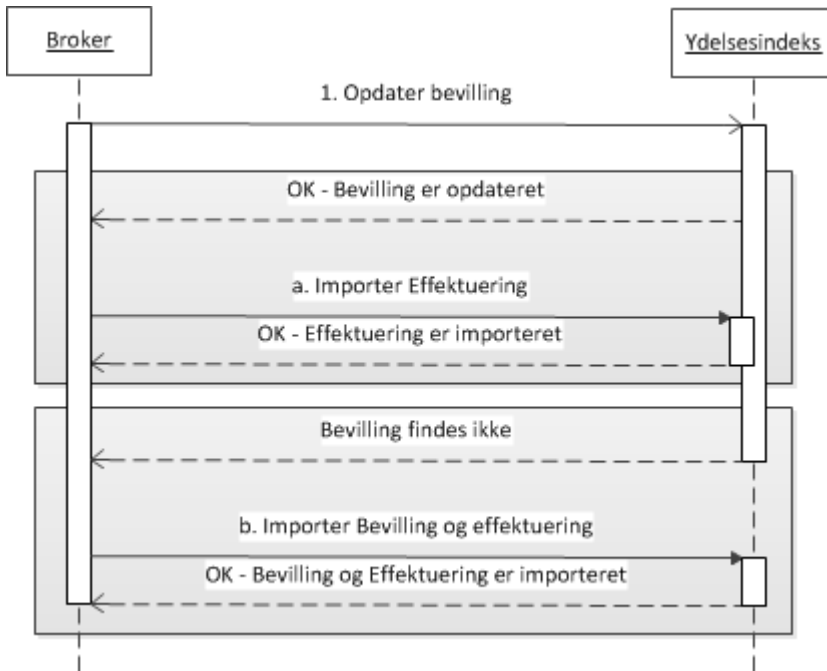 Broker
Ydelsesindeks
1. Opdater bevilling
OK - Bevilling er opdateret
a. Importer Effektuering
OK - Effektuering er importeret
Bevilling findes ikke
b. Importer Bevilling og effektuering
OK - Bevilling og Effektuering er importeret